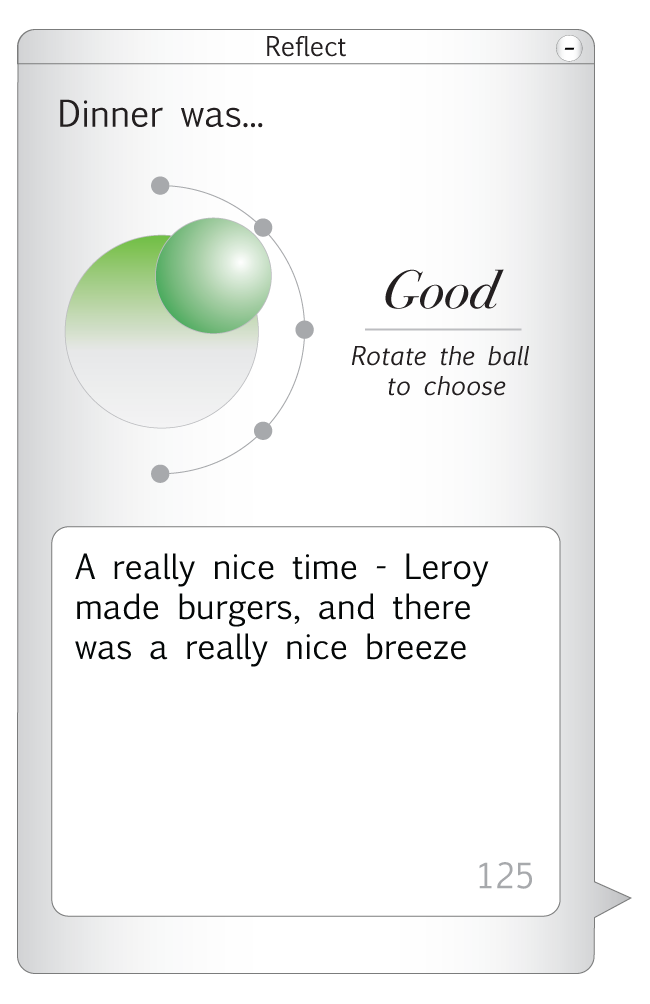 Reflect
-
Dinner was...
Good
Rotate the ball
to choose
A really nice time - Leroy
made burgers, and there
was a really nice breeze
125